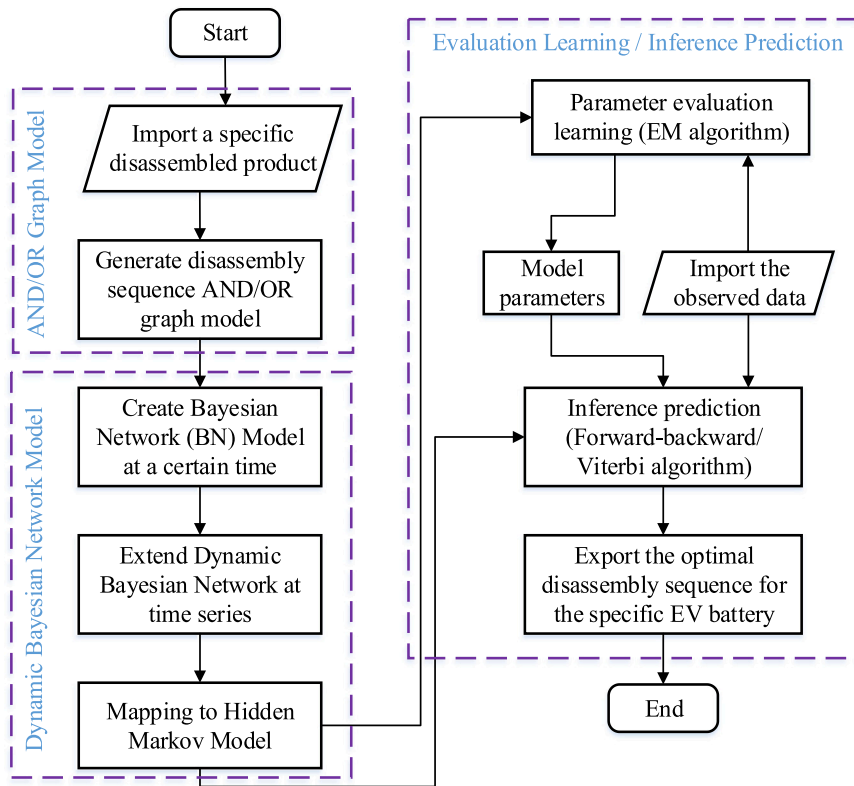 Start
AND/OR Graph Model
Import a specific
disassembled product
Generate disassembly
sequence AND/OR
graph model
Dynamic Bayesian Network Model
Create Bayesian
Network (BN) Model
at a certain time
Extend Dynamic
Bayesian Network at
time series
Mapping to Hidden
Markov Model
Evaluation Learning / Inference Prediction
Parameter evaluation
learning (EM algorithm)
Model
parameters
Import the
observed data
Inference prediction
(Forward-backward/
Viterbi algorithm)
Export the optimal
disassembly sequence for
the specific EV battery
End